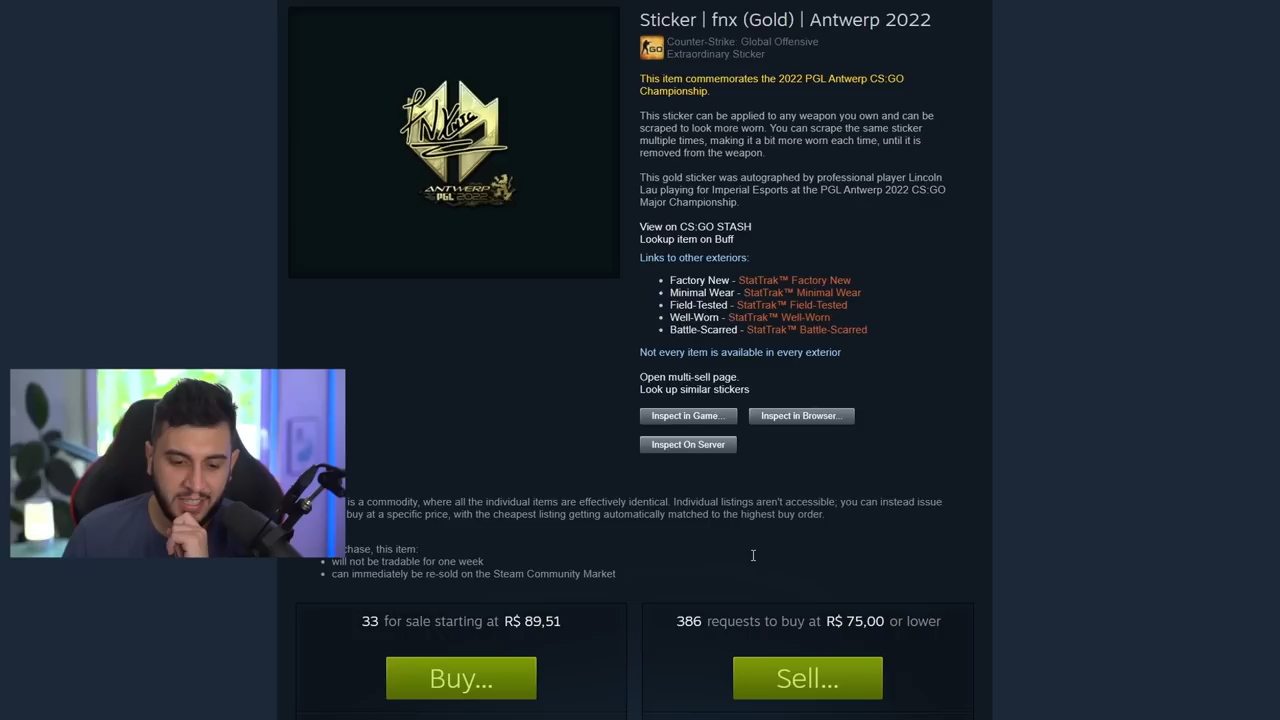 Sticker | fnx (Gold) | Antwerp 2022
GO
Counter-Strike: Global Offensive
Extraordinary Sticker
This item commemorates the 2022 PGL Antwerp CS:GO
Championship.
This sticker can be applied to any weapon you own and can be
scraped to look more worn. You can scrape the same sticker
multiple times, making it a bit more worn each time, until it is
removed from the weapon.
This gold sticker was autographed by professional player Lincoln
Lau playing for Imperial Esports at the PGL Antwerp 2022 CS:GO
Major Championship.
FNX NTC
ANTWERP
PGL 2022
View on CS:GO STASH
Lookup item on Buff
Links to other exteriors:
Factory New - StatTrak™ Factory New
Minimal Wear - StatTrak™ Minimal Wear
Field-Tested - StatTrak™ Field-Tested
Well-Worn - StatTrak™ Well-Worn
Battle-Scarred - StatTrak™ Battle-Scarred
Not every item is available in every exterior
Open multi-sell page.
Look up similar stickers
Inspect in Game...
Inspect in Browser...
Inspect On Server
is a commodity, where all the individual items are effectively identical. Individual listings aren't accessible; you can instead issue
buy at a specific price, with the cheapest listing getting automatically matched to the highest buy order.
chase, this item:
will not be tradable for one week
can immediately be re-sold on the Steam Community Market
33 for sale starting at R$ 89,51
386 requests to buy at R$ 75,00 or lower
Buy...
Sell...